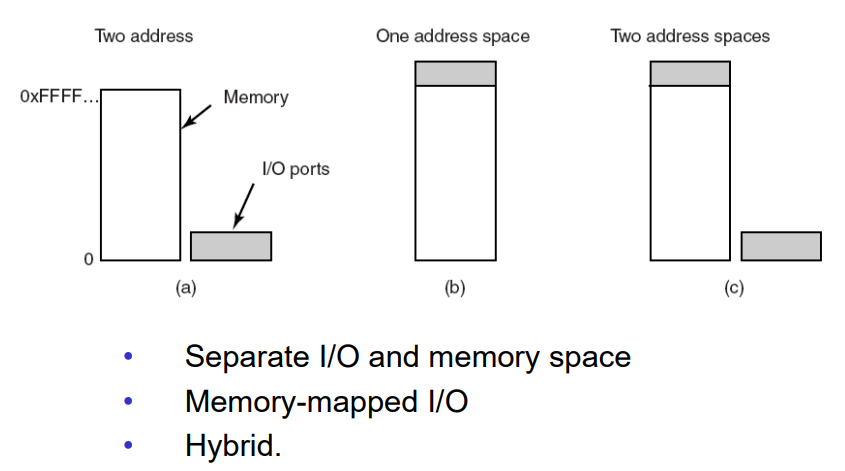 Two address
One address space
Two address spaces
0xFFFF...
Memory
I/O ports
0
(a)
(b)
(c)
• Separate I/O and memory space
• Memory-mapped I/O
• Hybrid.